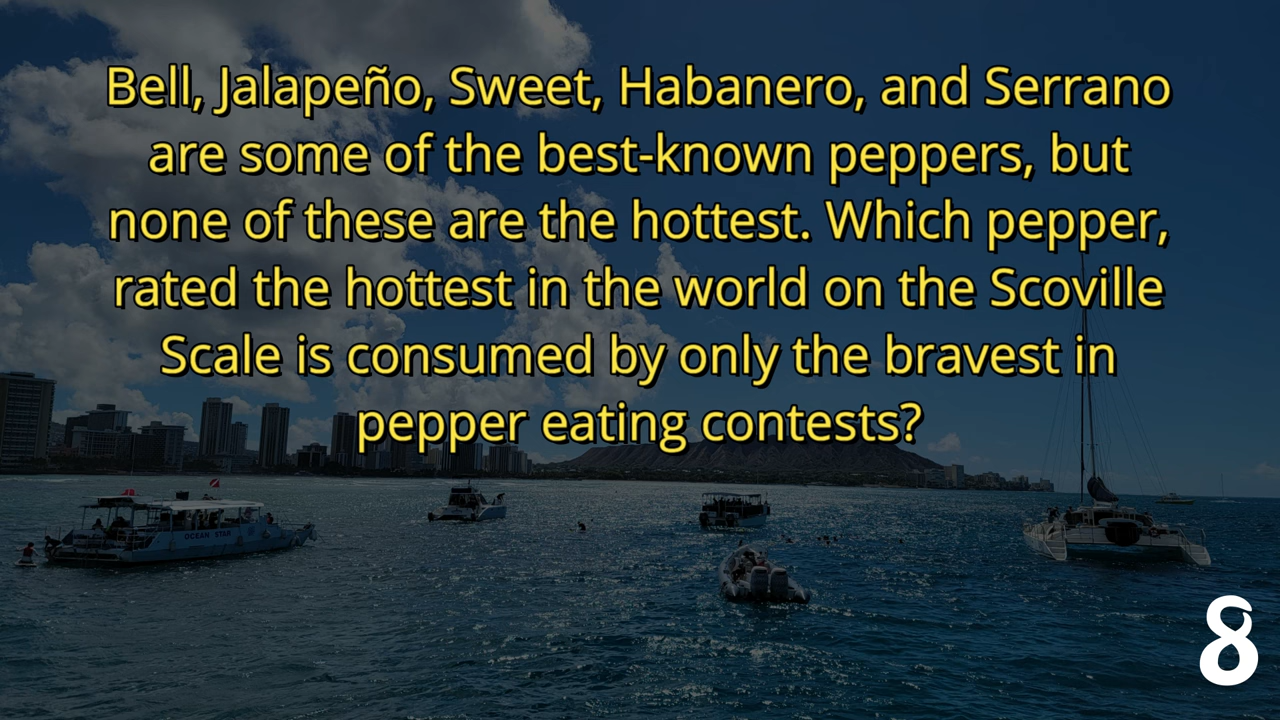 Bell, Jalapeño, Sweet, Habanero, and Serrano
are some of the best-known peppers, but
none of these are the hottest. Which pepper,
rated the hottest in the world on the Scoville
Scale is consumed by only the bravest in
pepper eating contests?
OCEAN STAR
8